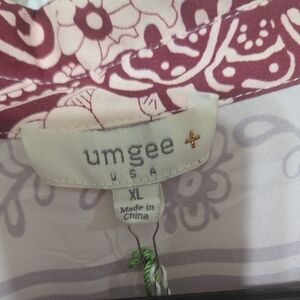 umgee +
USA
XL
Made in
China